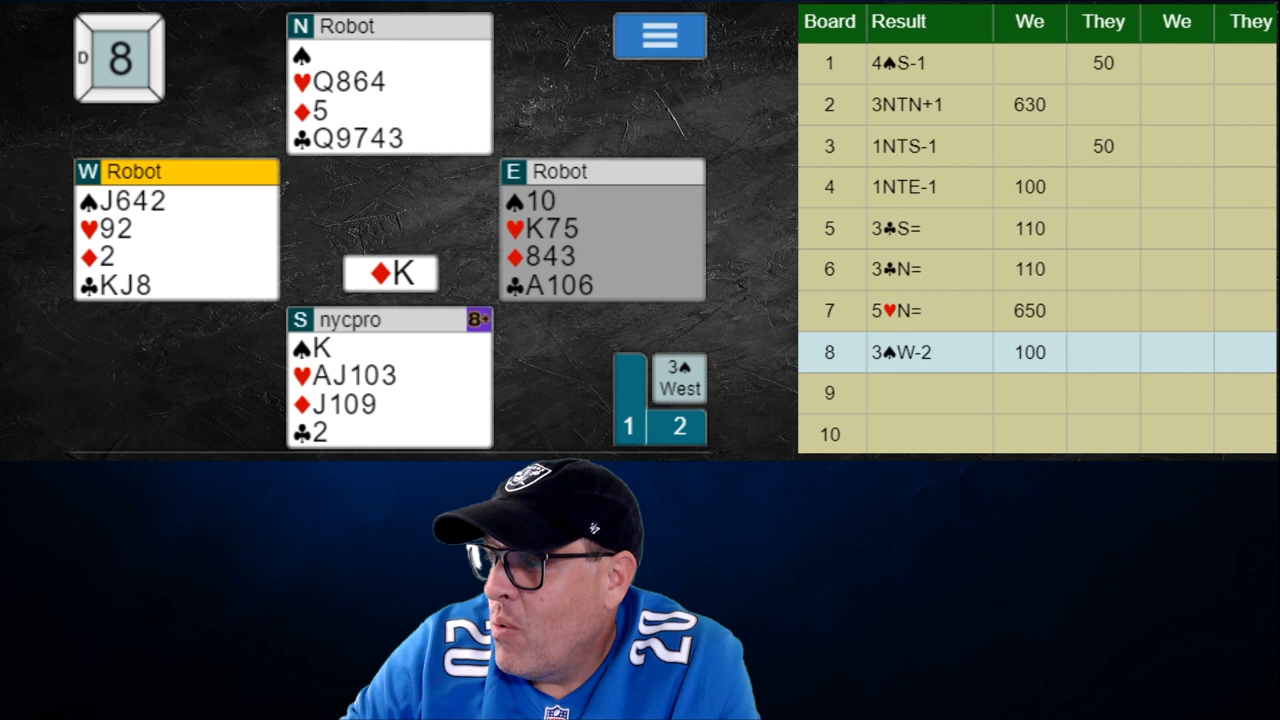 D 8
N Robot
♠
♥Q864
♦5
♣Q9743
W Robot
♠J642
♥92
♦2
♣KJ8
E Robot
♠10
♥K75
♦843
♣A106
♦K
S nycpro 8+
♠K
♥AJ103
♦J109
♣2
3♠
West
1 2
Board Result We They We They
1 4♠S-1 50
2 3NTN+1 630
3 1NTS-1 50
4 1NTE-1 100
5 3♣S= 110
6 3♣N= 110
7 5♥N= 650
8 3♠W-2 100
9
10
47
20 20
NFL